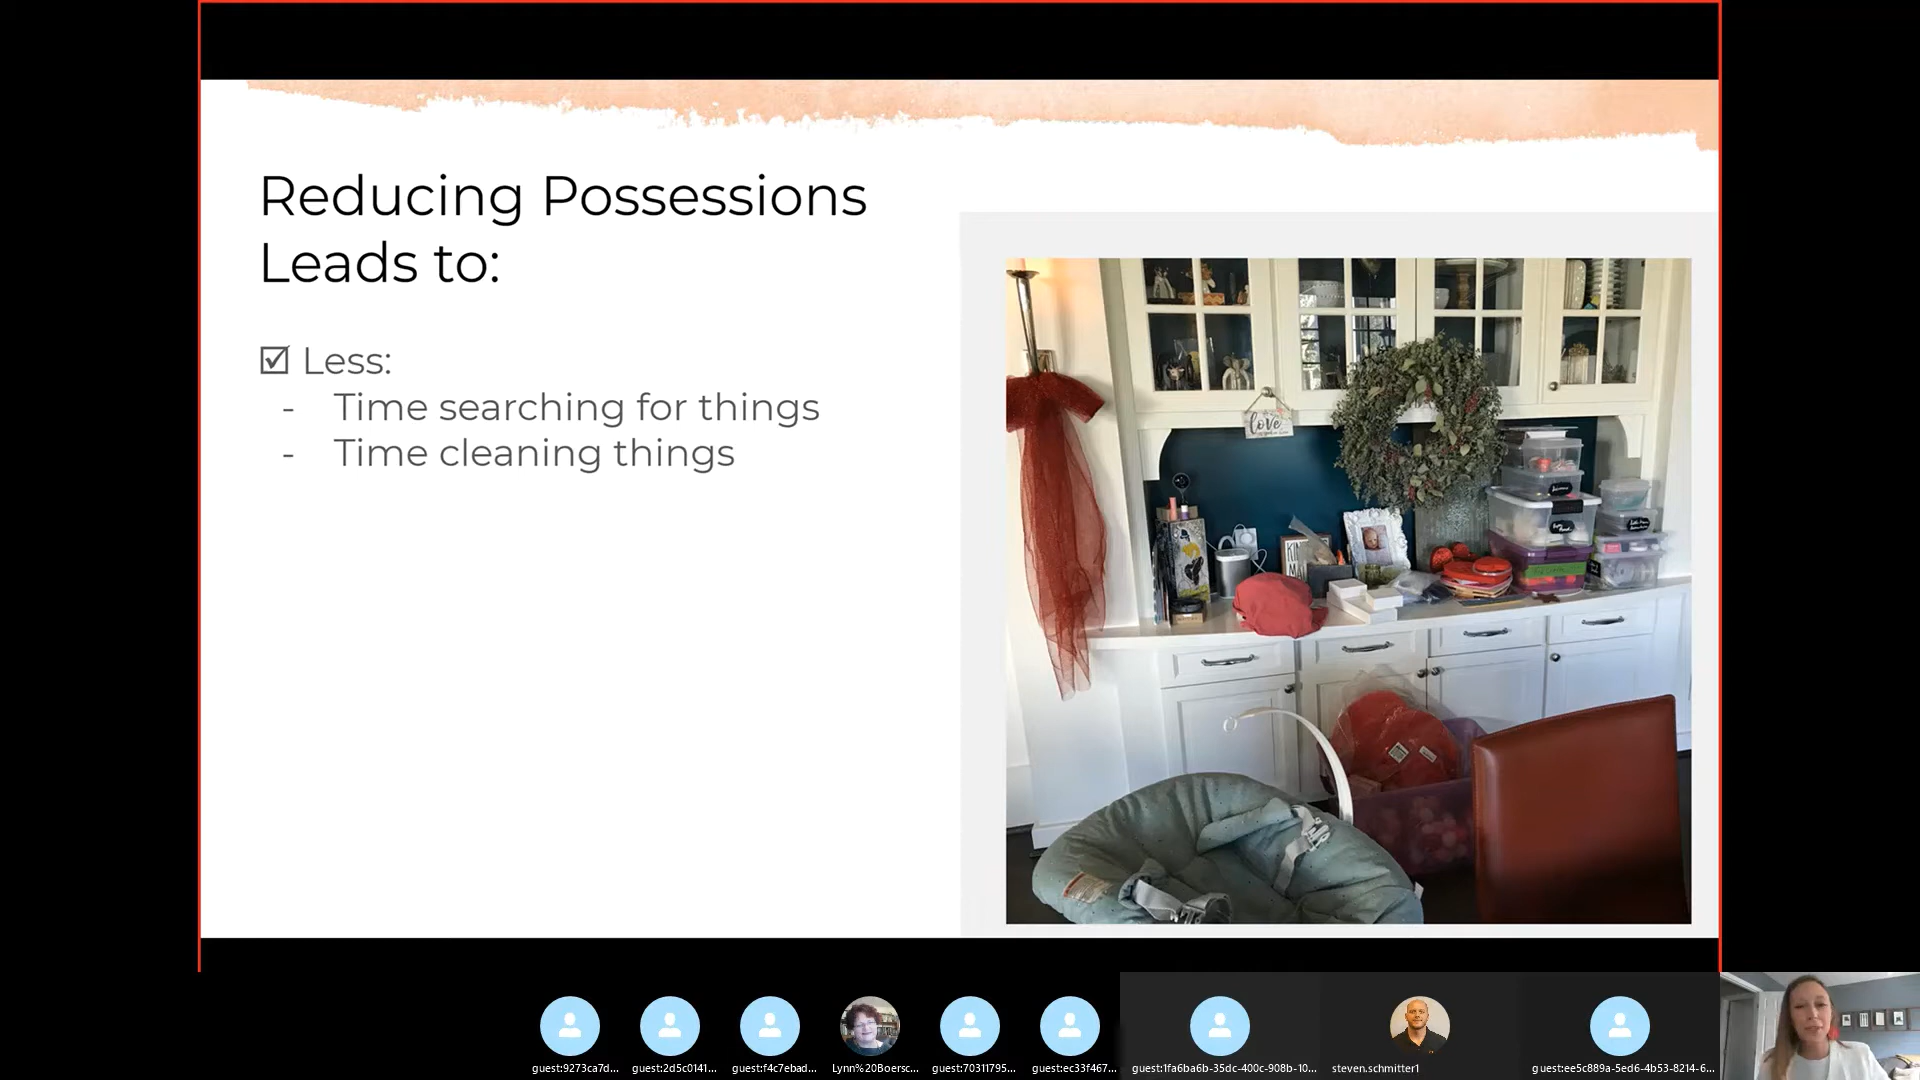 Reducing Possessions
Leads to:
☑ Less:
- Time searching for things
- Time cleaning things
love
guest:9273ca7d...
guest:2d5c0141...
guest:f4c7ebad...
Lynn%20Boersc...
guest:70311795...
guest:ec33f467...
guest:1fa6ba6b-35dc-400c-908b-10...
steven.schmitter1
guest:ee5c889a-5ed6-4b53-8214-6...